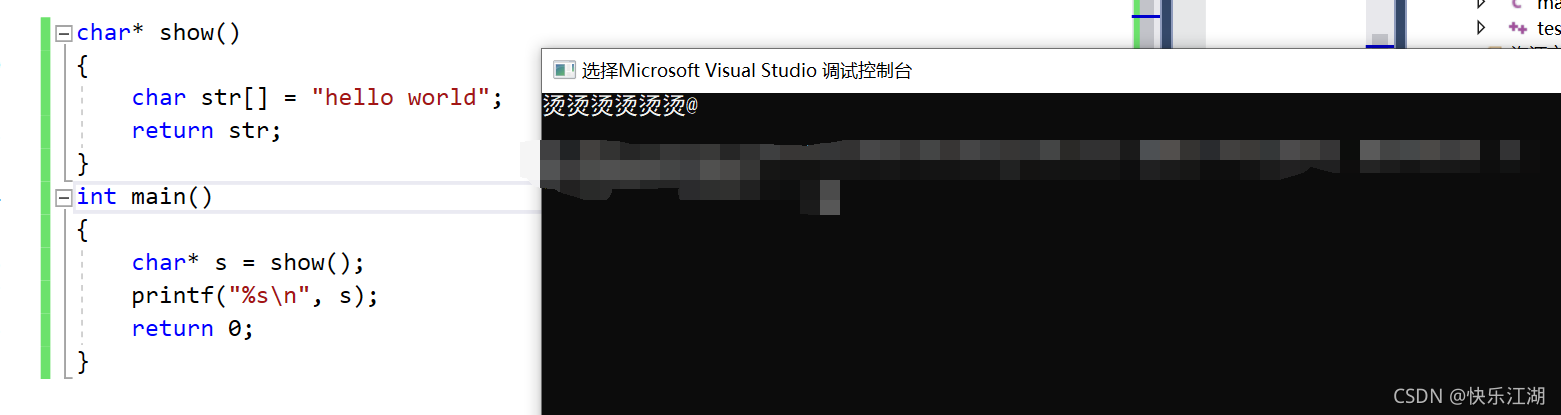 char* show()
{
char str[] = "hello world";
return str;
}
int main()
{
char* s = show();
printf("%s\n", s);
return 0;
}
tes
选择Microsoft Visual Studio 调试控制台
烫烫烫烫烫烫@
CSDN @快乐江湖